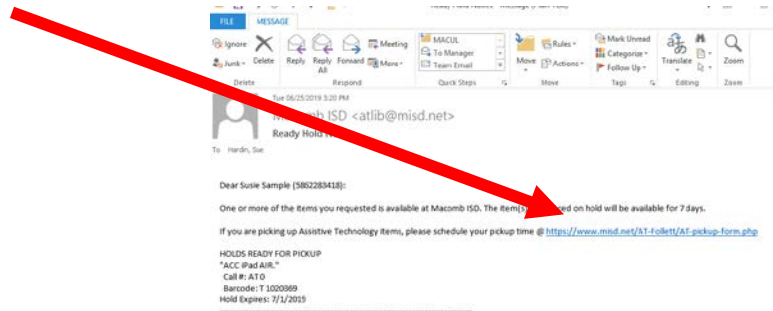 FILE MESSAGE
Ignore
Junk
Delete
Reply
Reply All
Forward
Meeting
More
MACUL
To Manager
Team Email
Move
Rules
Actions
Mark Unread
Categorize
Follow Up
Translate
Zoom
Delete Respond Quick Steps Move Tags Editing Zoom
Tue 06/25/2019 3:20 PM
ISD <atlib@misd.net>
Ready Hold
To Hardin, Sue
Dear Susie Sample (5862283418):
One or more of the items you requested is available at Macomb ISD. The item(s) on hold will be available for 7 days.
If you are picking up Assistive Technology items, please schedule your pickup time @ https://www.misd.net/AT-Follett/AT-pickup-form.php
HOLDS READY FOR PICKUP
"ACC iPad AIR."
Call #: AT 0
Barcode: T 1020369
Hold Expires: 7/1/2015